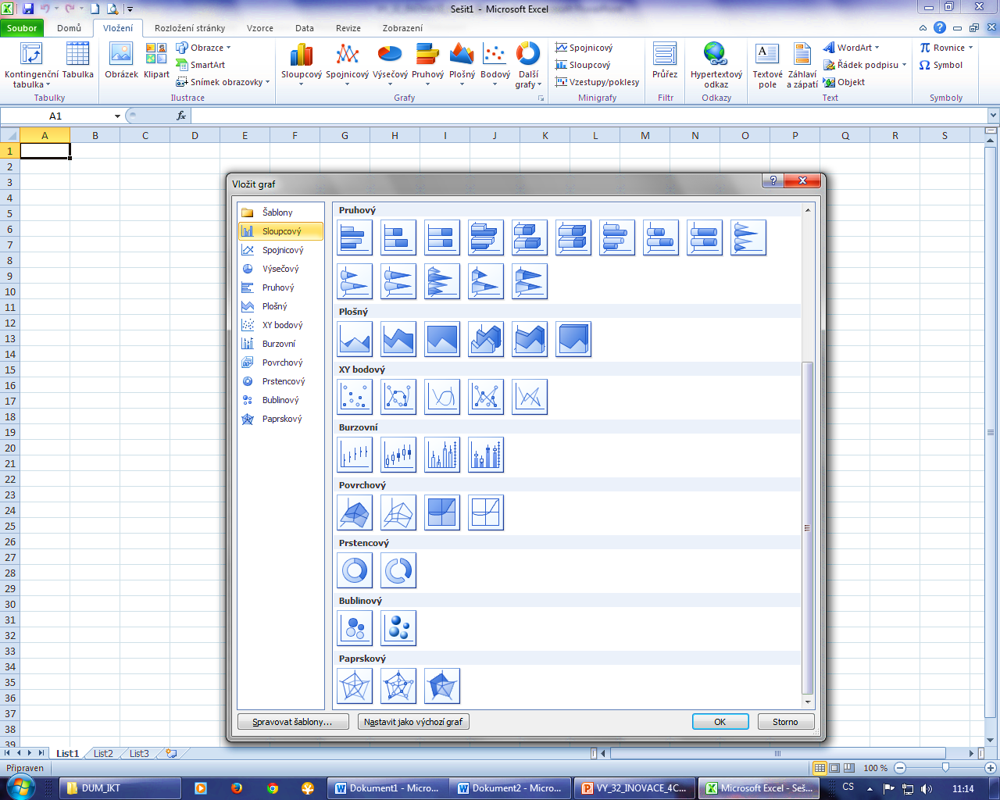 Sešit1 - Microsoft Excel
Soubor Domů Vložení Rozložení stránky Vzorce Data Revize Zobrazení
Kontingenční tabulka
Tabulka
Obrázek
Klipart
Obrazce
SmartArt
Snímek obrazovky
Sloupcový
Spojnicový
Výsečový
Pruhový
Plošný
Bodový
Další grafy
Spojnicový
Sloupcový
Vzestupy/poklesy
Průřez
Hypertextový odkaz
Textové pole
Záhlaví a zápatí
WordArt
Řádek podpisu
Objekt
π Rovnice
Ω Symbol
Tabulky Ilustrace Grafy Minigrafy Filtr Odkazy Text Symboly
A1 fx
A B C D E F G H I J K L M N O P Q R S
1
2
3
4
5
6
7
8
9
10
11
12
13
14
15
16
17
18
19
20
21
22
23
24
25
26
27
28
29
30
31
32
33
34
35
36
37
38
39
Vložit graf
Šablony
Sloupcový
Spojnicový
Výsečový
Pruhový
Plošný
XY bodový
Burzovní
Povrchový
Prstencový
Bublinový
Paprskový
Pruhový
Plošný
XY bodový
Burzovní
Povrchový
Prstencový
Bublinový
Paprskový
Spravovat šablony... Nastavit jako výchozí graf OK Storno
List1 List2 List3
Připraven 100 %
DUM_IKT Dokument1 - Micro... Dokument2 - Micro... VY_32_INOVACE_4C... Microsoft Excel - Seš... CS 11:14